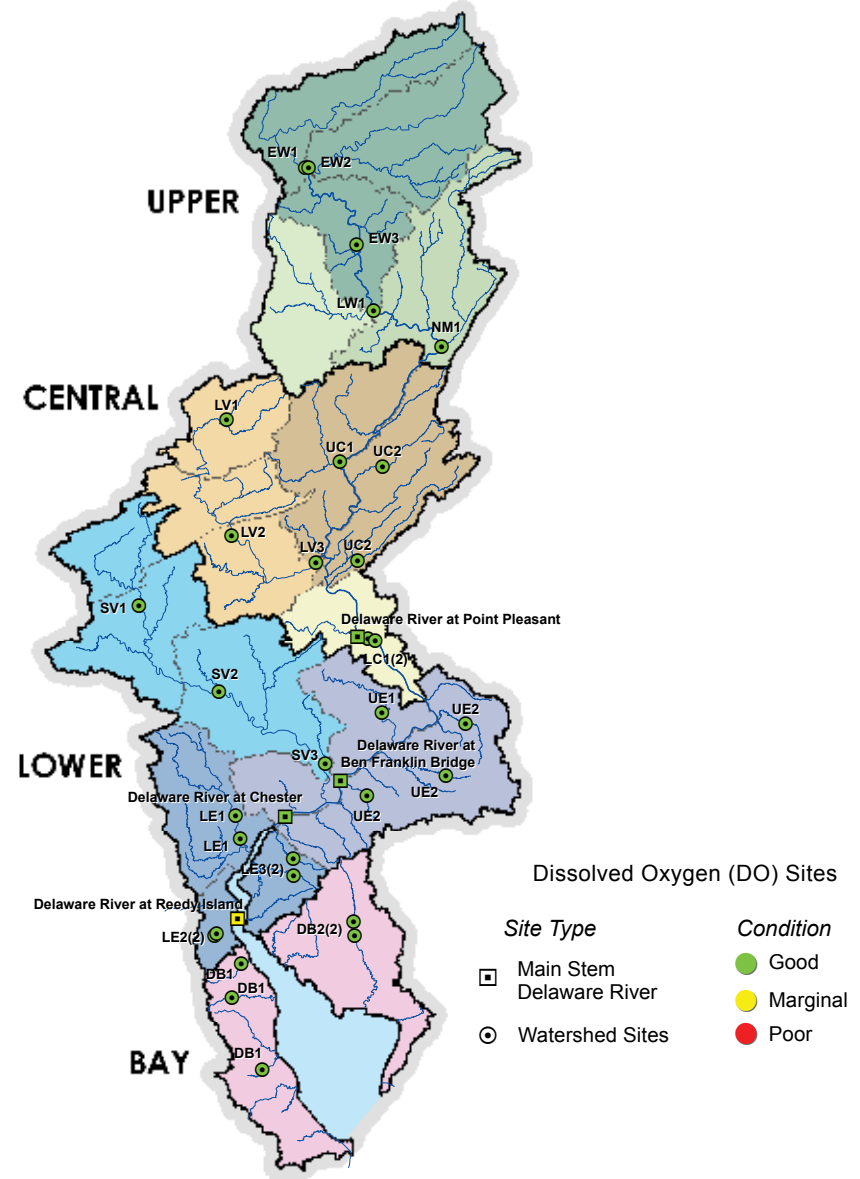 EW1
EW2
UPPER
EW3
LW1
NM1
CENTRAL
LV1
UC1
UC2
LV2
LV3
UC2
SV1
Delaware River at Point Pleasant
LC1(2)
SV2
UE1
UE2
SV3
Delaware River at
Ben Franklin Bridge
LOWER
UE2
Delaware River at Chester
UE2
LE1
LE1
LE3(2)
Delaware River at Reedy Island
LE2(2)
DB2(2)
DB1
DB1
DB1
BAY
Dissolved Oxygen (DO) Sites
Site Type
Main Stem
Delaware River
Watershed Sites
Condition
Good
Marginal
Poor